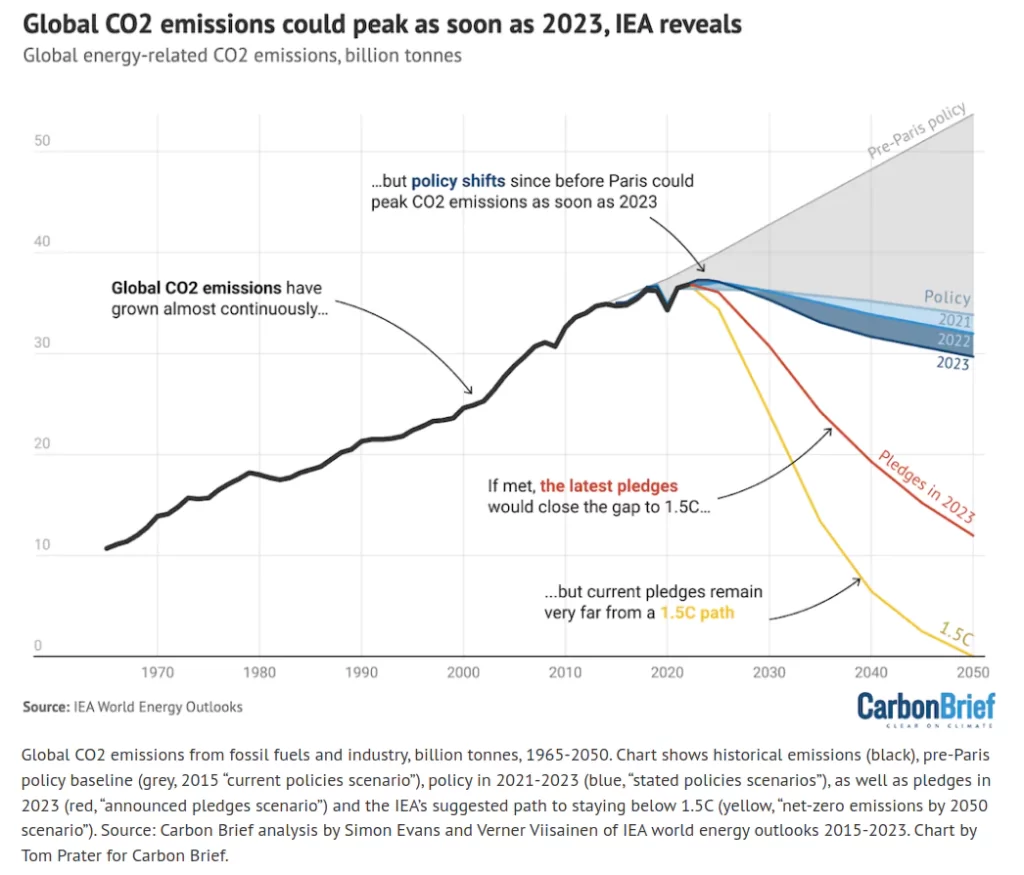 Global CO2 emissions could peak as soon as 2023, IEA reveals
Global energy-related CO2 emissions, billion tonnes
Pre-Paris policy
50
...but policy shifts since before Paris could
peak CO2 emissions as soon as 2023
40
Global CO2 emissions have
grown almost continuously...
Policy
2021
2022
2023
30
20
If met, the latest pledges
would close the gap to 1.5C...
Pledges in 2023
10
...but current pledges remain
very far from a 1.5C path
1.5C
0
1970 1980 1990 2000 2010 2020 2030 2040 2050
Source: IEA World Energy Outlooks
CarbonBrief
CLEAR ON CLIMATE
Global CO2 emissions from fossil fuels and industry, billion tonnes, 1965-2050. Chart shows historical emissions (black), pre-Paris
policy baseline (grey, 2015 “current policies scenario”), policy in 2021-2023 (blue, “stated policies scenarios”), as well as pledges in
2023 (red, “announced pledges scenario”) and the IEA’s suggested path to staying below 1.5C (yellow, “net-zero emissions by 2050
scenario”). Source: Carbon Brief analysis by Simon Evans and Verner Viisainen of IEA world energy outlooks 2015-2023. Chart by
Tom Prater for Carbon Brief.